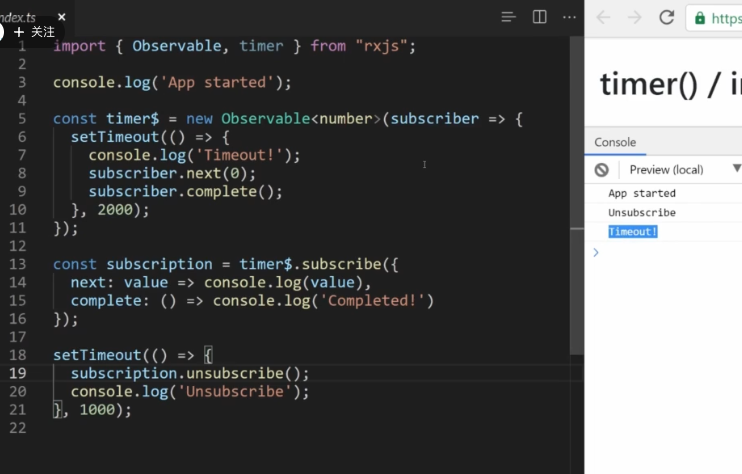 ndex.ts ×
+ 关注
1 import { Observable, timer } from "rxjs";
2
3 console.log('App started');
4
5 const timer$ = new Observable<number>(subscriber => {
6 setTimeout(() => {
7 console.log('Timeout!');
8 subscriber.next(0);
9 subscriber.complete();
10 }, 2000);
11 });
12
13 const subscription = timer$.subscribe({
14 next: value => console.log(value),
15 complete: () => console.log('Completed!')
16 });
17
18 setTimeout(() => {
19 subscription.unsubscribe();
20 console.log('Unsubscribe');
21 }, 1000);
22
https
timer() / in
Console
Preview (local)
App started
Unsubscribe
Timeout!